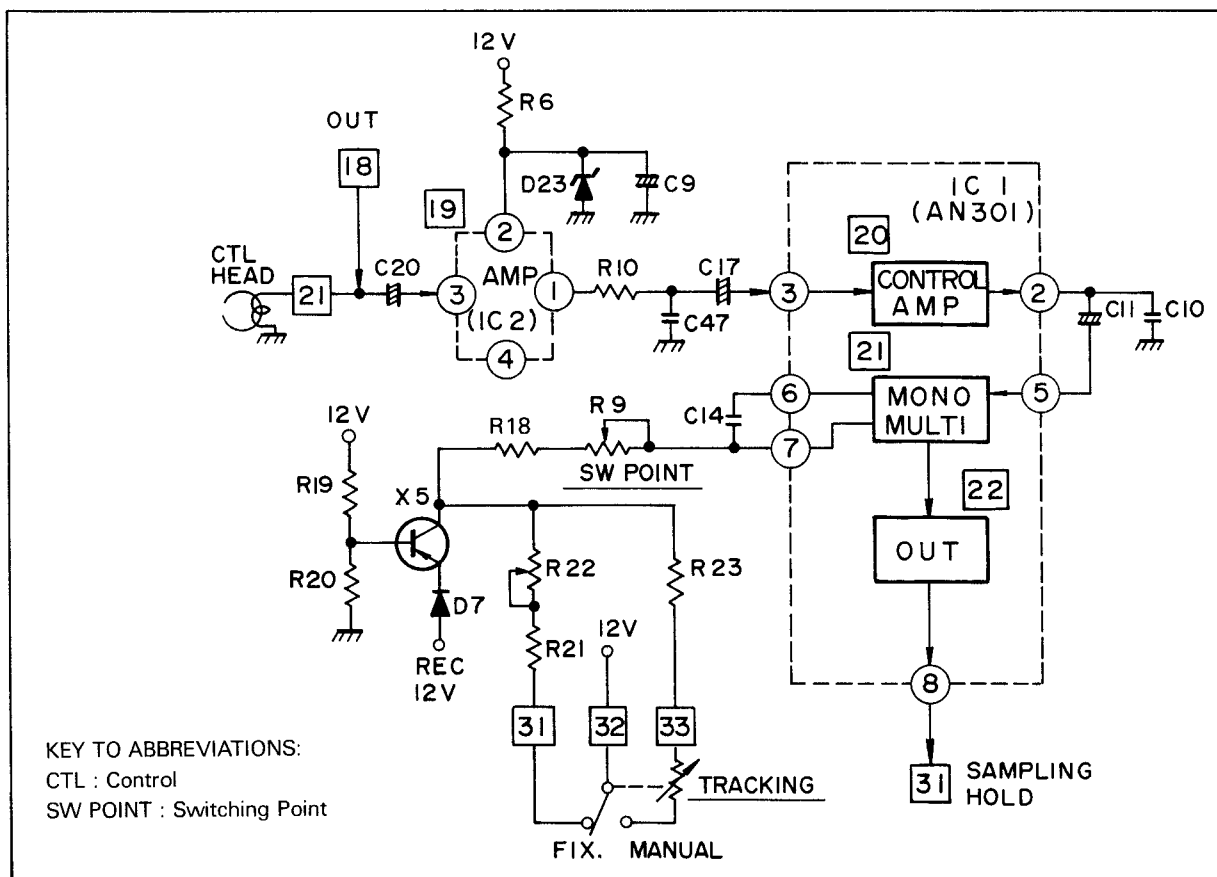 12V
R6
OUT
18
D23
C9
IC 1
(AN301)
19
2
20
CTL
HEAD
21
C20
3
AMP
(IC2)
1
R10
C17
3
CONTROL
AMP
2
C47
C11
C10
4
21
6
MONO
MULTI
5
12V
R18
R9
C14
7
SW POINT
R19
X5
22
R20
R22
R23
OUT
D7
12V
R21
REC
12V
8
31
32
33
KEY TO ABBREVIATIONS:
CTL : Control
SW POINT : Switching Point
TRACKING
31
SAMPLING
HOLD
FIX.
MANUAL